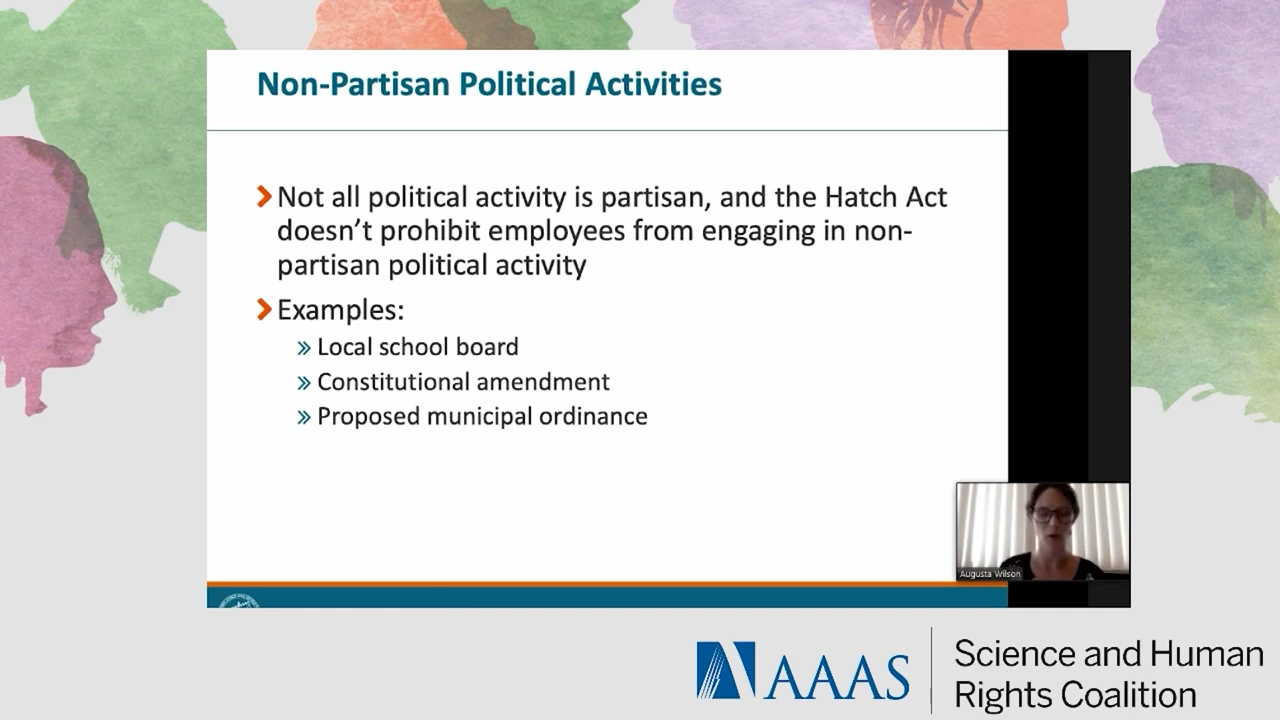 Non-Partisan Political Activities
Not all political activity is partisan, and the Hatch Act
doesn’t prohibit employees from engaging in non-
partisan political activity
Examples:
Local school board
Constitutional amendment
Proposed municipal ordinance
Augusta Wilson
AAAS
Science and Human
Rights Coalition